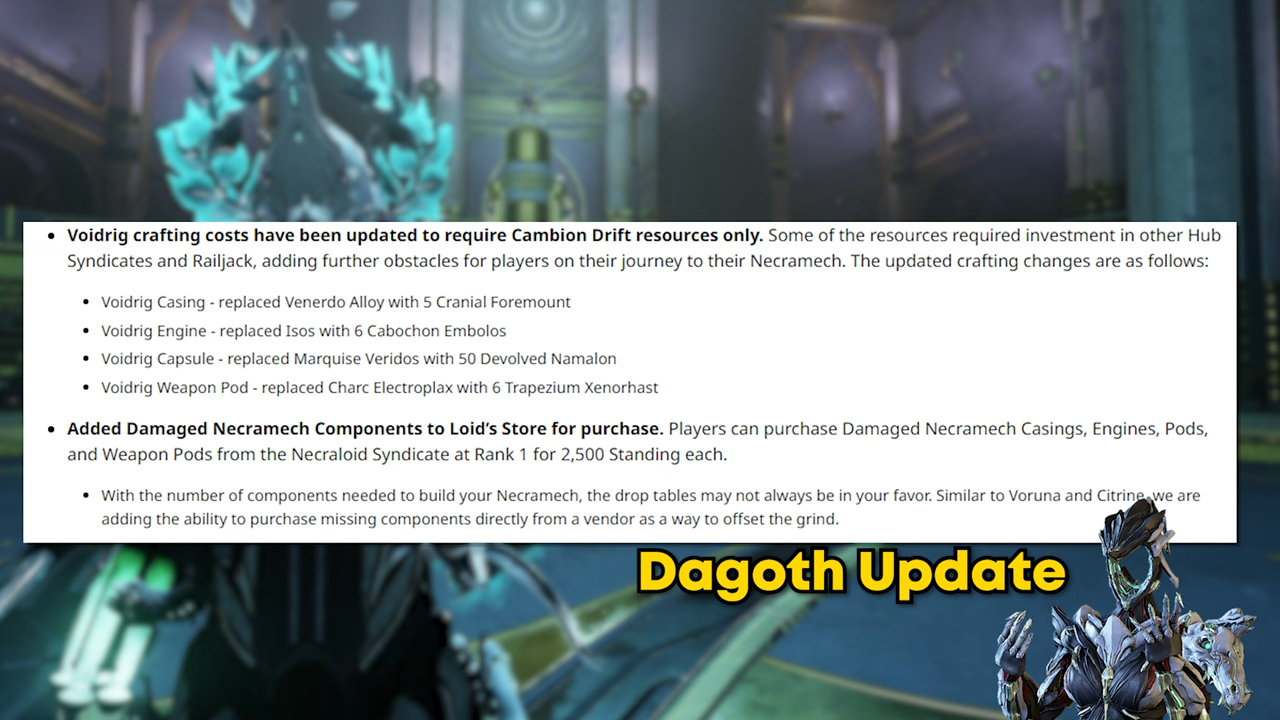 • Voidrig crafting costs have been updated to require Cambion Drift resources only. Some of the resources required investment in other Hub
Syndicates and Railjack, adding further obstacles for players on their journey to their Necramech. The updated crafting changes are as follows:
• Voidrig Casing - replaced Venerdo Alloy with 5 Cranial Foremount
• Voidrig Engine - replaced Isos with 6 Cabochon Embolos
• Voidrig Capsule - replaced Marquise Veridos with 50 Devolved Namalon
• Voidrig Weapon Pod - replaced Charc Electroplax with 6 Trapezium Xenorhast
• Added Damaged Necramech Components to Loid’s Store for purchase. Players can purchase Damaged Necramech Casings, Engines, Pods,
and Weapon Pods from the Necraloid Syndicate at Rank 1 for 2,500 Standing each.
• With the number of components needed to build your Necramech, the drop tables may not always be in your favor. Similar to Voruna and Citrine, we are
adding the ability to purchase missing components directly from a vendor as a way to offset the grind.
Dagoth Update